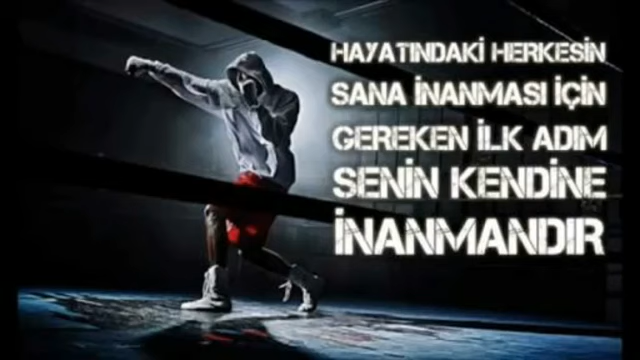 HAYATINDAKİ HERKESİN
SANA İNANMASI İÇİN
GEREKEN İLK ADIM
SENİN KENDİNE
İNANMANDIR